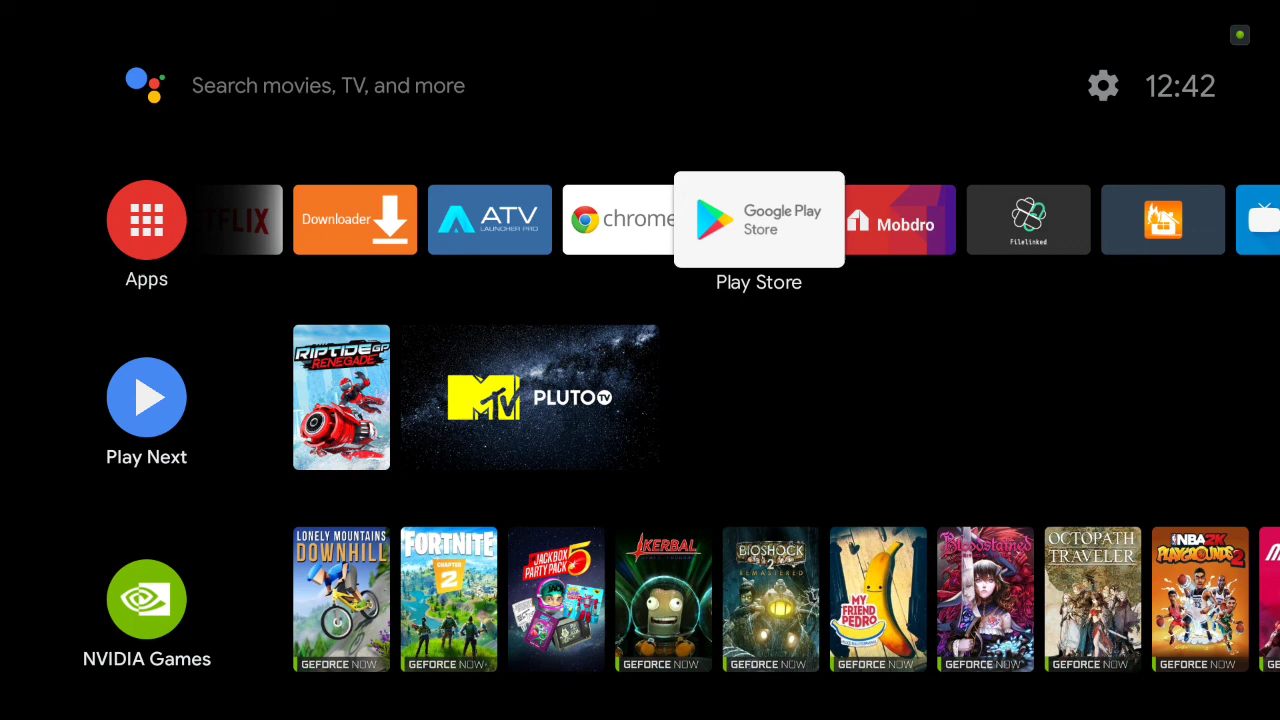 Search movies, TV, and more
12:42
Downloader
ATV
LAUNCHER PRO
chrome
Google Play
Store
Mobdro
Filelinked
Apps
Play Store
RIPTIDE GP
RENEGADE
MTV
PLUTO TV
Play Next
LONELY MOUNTAINS
DOWNHILL
GEFORCE NOW
FORTNITE
CHAPTER
2
GEFORCE NOW
JACKBOX
PARTY PACK
5
KERBAL
GEFORCE NOW
BIOSHOCK
2
REMASTERED
GEFORCE NOW
MY
FRIEND
PEDRO
GEFORCE NOW
Bloodstained
GEFORCE NOW
OCTOPATH
TRAVELER
GEFORCE NOW
NBA 2K
PLAYGROUNDS 2
GEFORCE NOW
NVIDIA Games